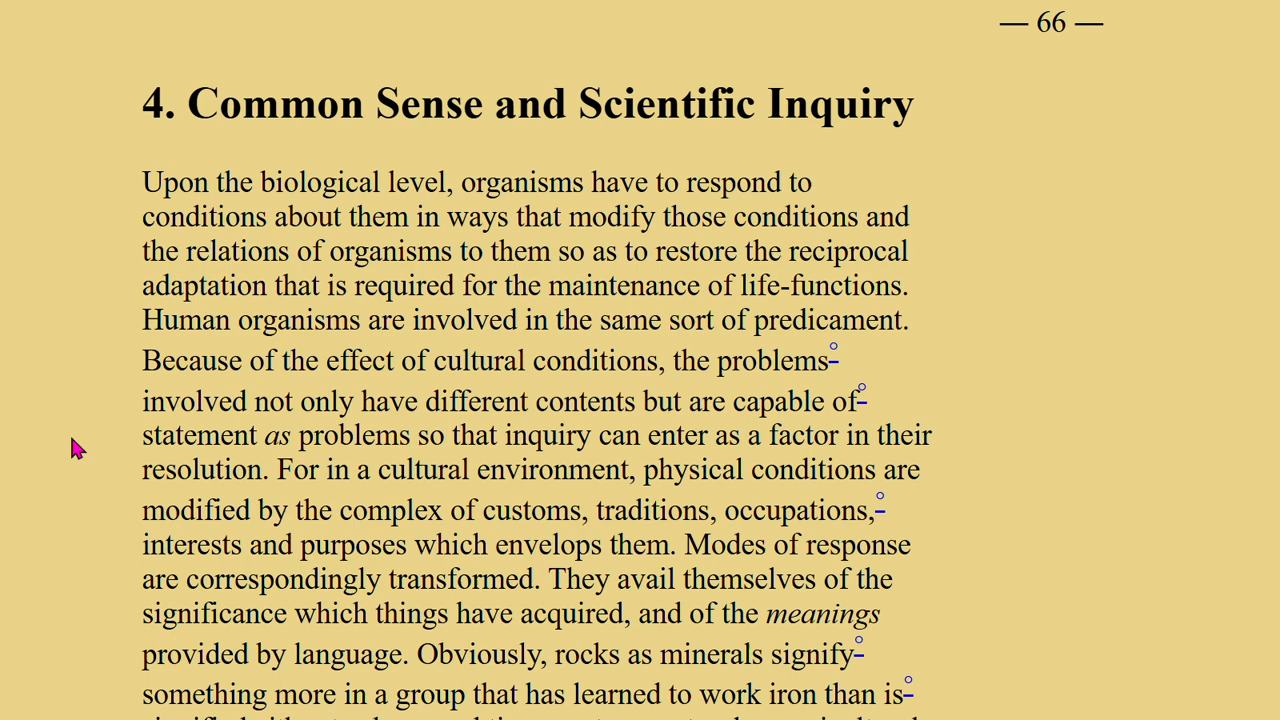 — 66 —
4. Common Sense and Scientific Inquiry
Upon the biological level, organisms have to respond to
conditions about them in ways that modify those conditions and
the relations of organisms to them so as to restore the reciprocal
adaptation that is required for the maintenance of life-functions.
Human organisms are involved in the same sort of predicament.
Because of the effect of cultural conditions, the problems°
involved not only have different contents but are capable of°
statement as problems so that inquiry can enter as a factor in their
resolution. For in a cultural environment, physical conditions are
modified by the complex of customs, traditions, occupations,°
interests and purposes which envelops them. Modes of response
are correspondingly transformed. They avail themselves of the
significance which things have acquired, and of the meanings
provided by language. Obviously, rocks as minerals signify°
something more in a group that has learned to work iron than is°